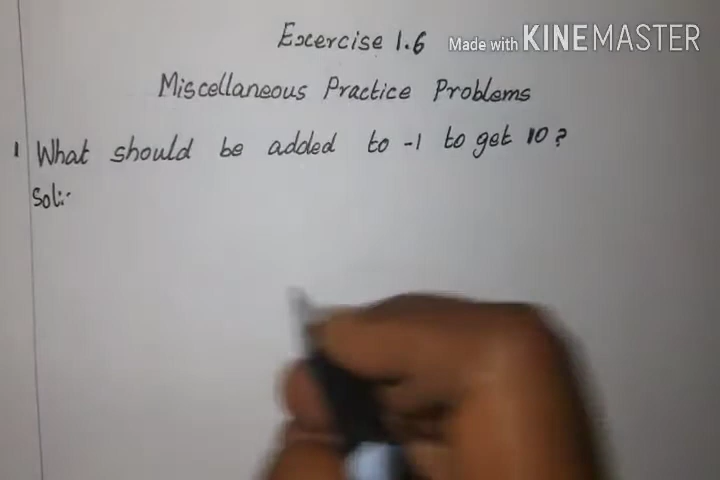 Excercise 1.6
Made with KINEMASTER
Miscellaneous Practice Problems
1 What should be added to -1 to get 10?
Sol:-